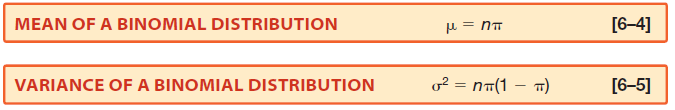 MEAN OF A BINOMIAL DISTRIBUTION μ = nπ [6–4]
VARIANCE OF A BINOMIAL DISTRIBUTION σ² = nπ(1 − π) [6–5]